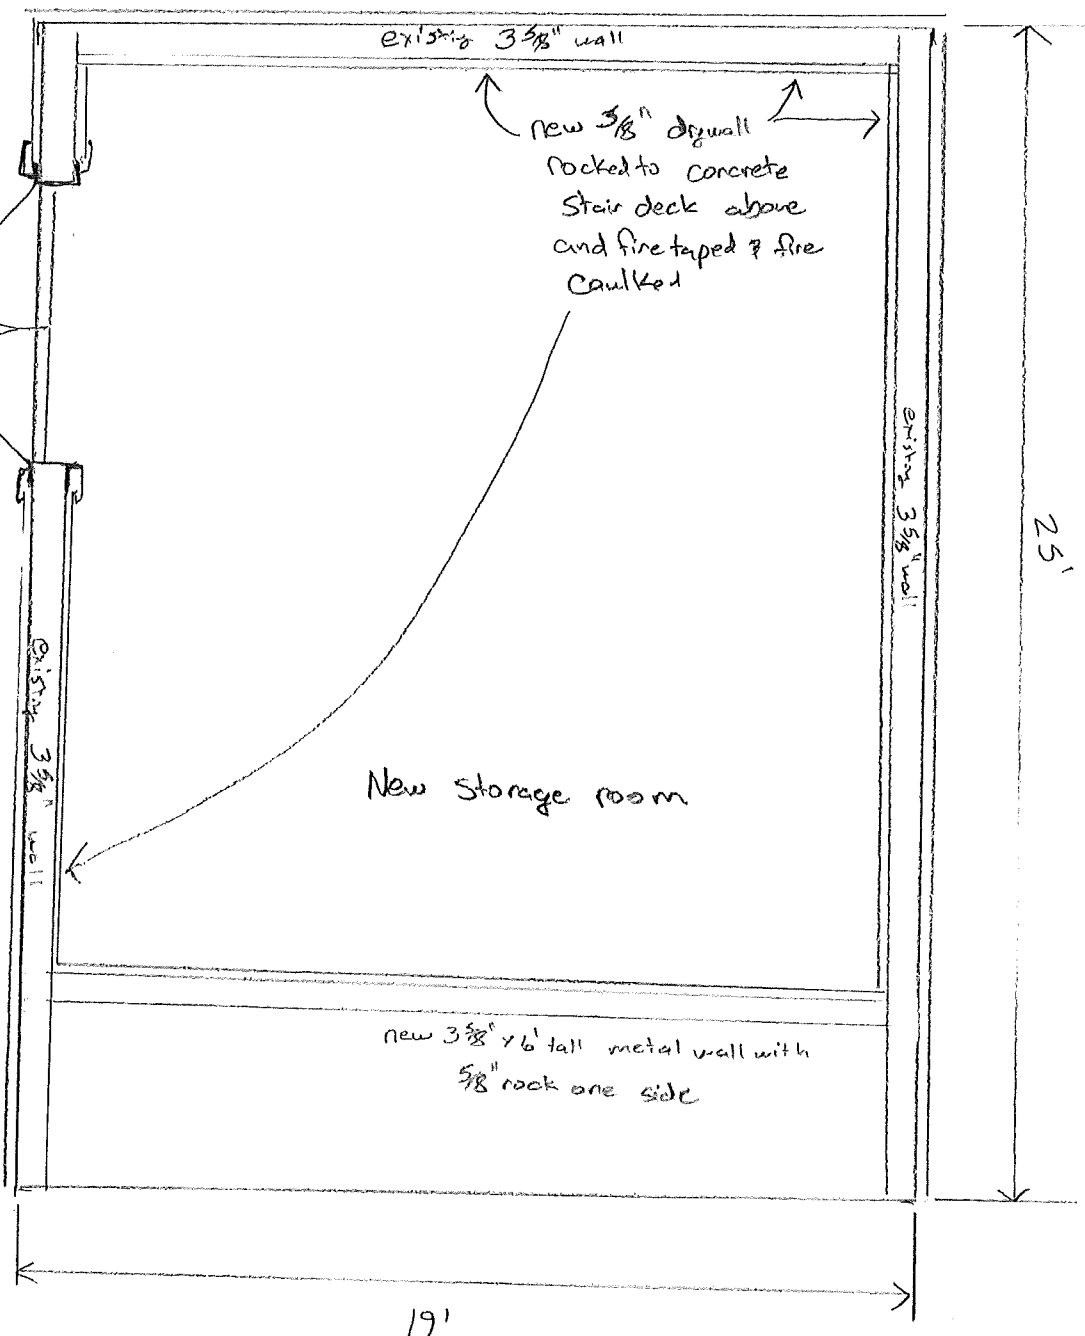 existing 3 5/8" wall
new 5/8" drywall
rocked to concrete
Stair deck above
and fire taped & fire
Caulked
existing 3 5/8" wall
25'
existing 3 5/8" wall
New Storage room
new 3 5/8" x 6' tall metal wall with
5/8" rock one side
19'